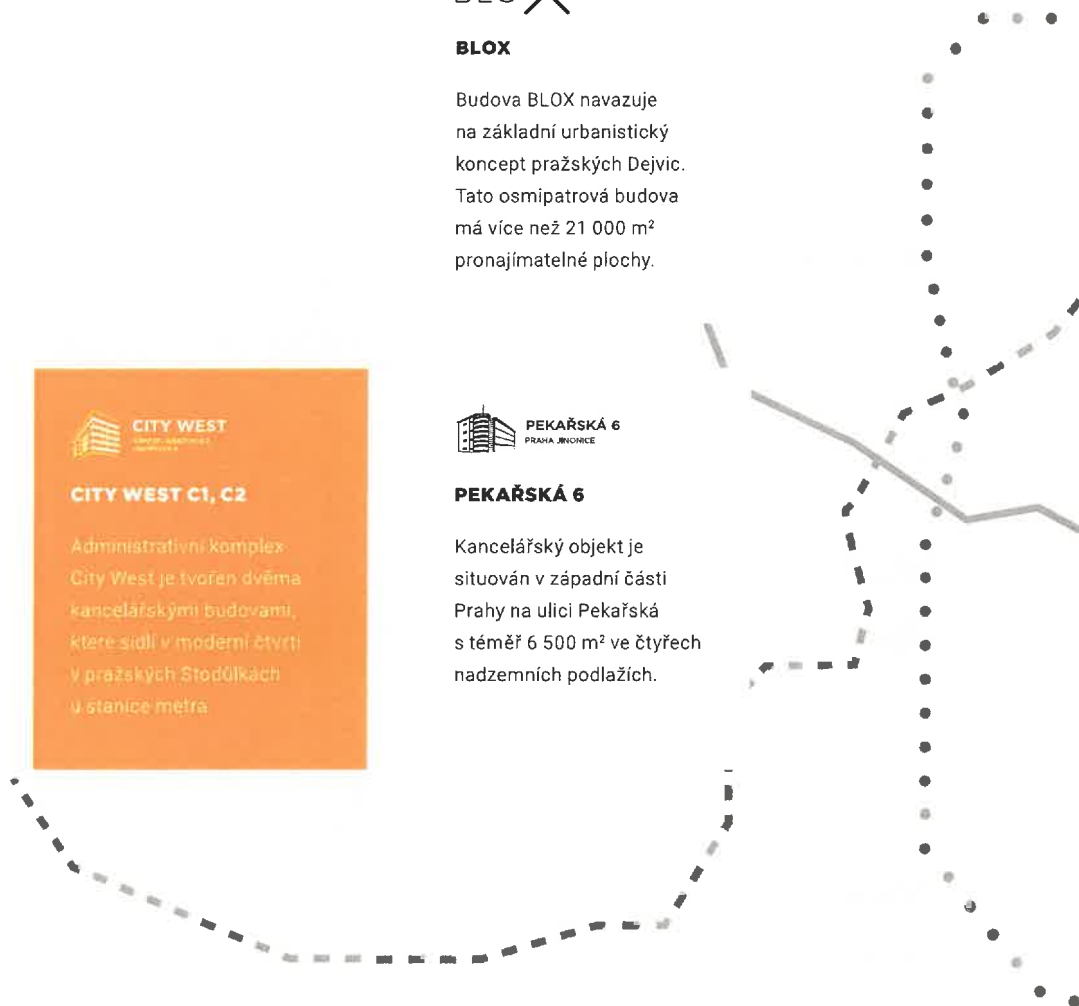 BLOX
BLOX
Budova BLOX navazuje
na základní urbanistický
koncept pražských Dejvic.
Tato osmipatrová budova
má více než 21 000 m²
pronajímatelné plochy.
CITY WEST
CITY WEST C1, C2
Administrativní komplex
City West je tvořen dvěma
kancelářskými budovami,
které sídlí v moderní čtvrti
v pražských Stodůlkách
u stanice metra
PEKAŘSKÁ 6
PRAHA JINONICE
PEKAŘSKÁ 6
Kancelářský objekt je
situován v západní části
Prahy na ulici Pekařská
s téměř 6 500 m² ve čtyřech
nadzemních podlažích.